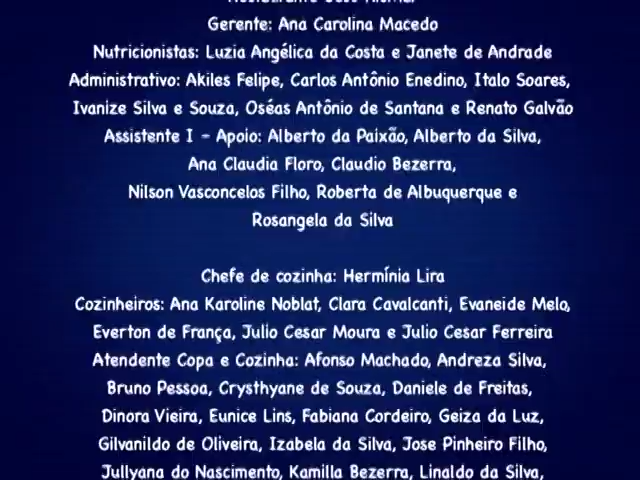 Gerente: Ana Carolina Macedo
Nutricionistas: Luzia Angélica da Costa e Janete de Andrade
Administrativo: Akiles Felipe, Carlos Antônio Enedino, Italo Soares,
Ivanize Silva e Souza, Oséas Antônio de Santana e Renato Galvão
Assistente I - Apoio: Alberto da Paixão, Alberto da Silva,
Ana Claudia Floro, Claudio Bezerra,
Nilson Vasconcelos Filho, Roberta de Albuquerque e
Rosangela da Silva
Chefe de cozinha: Hermínia Lira
Cozinheiros: Ana Karoline Noblat, Clara Cavalcanti, Evaneide Melo,
Everton de França, Julio Cesar Moura e Julio Cesar Ferreira
Atendente Copa e Cozinha: Afonso Machado, Andreza Silva,
Bruno Pessoa, Crysthyane de Souza, Daniele de Freitas,
Dinora Vieira, Eunice Lins, Fabiana Cordeiro, Geiza da Luz,
Gilvanildo de Oliveira, Izabela da Silva, Jose Pinheiro Filho,
Jullyana do Nascimento, Kamilla Bezerra, Linaldo da Silva,